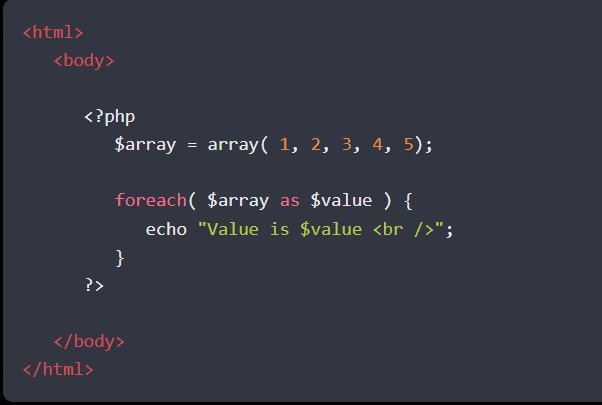 <html>
<body>
<?php
$array = array( 1, 2, 3, 4, 5);
foreach( $array as $value ) {
echo "Value is $value <br />";
}
?>
</body>
</html>